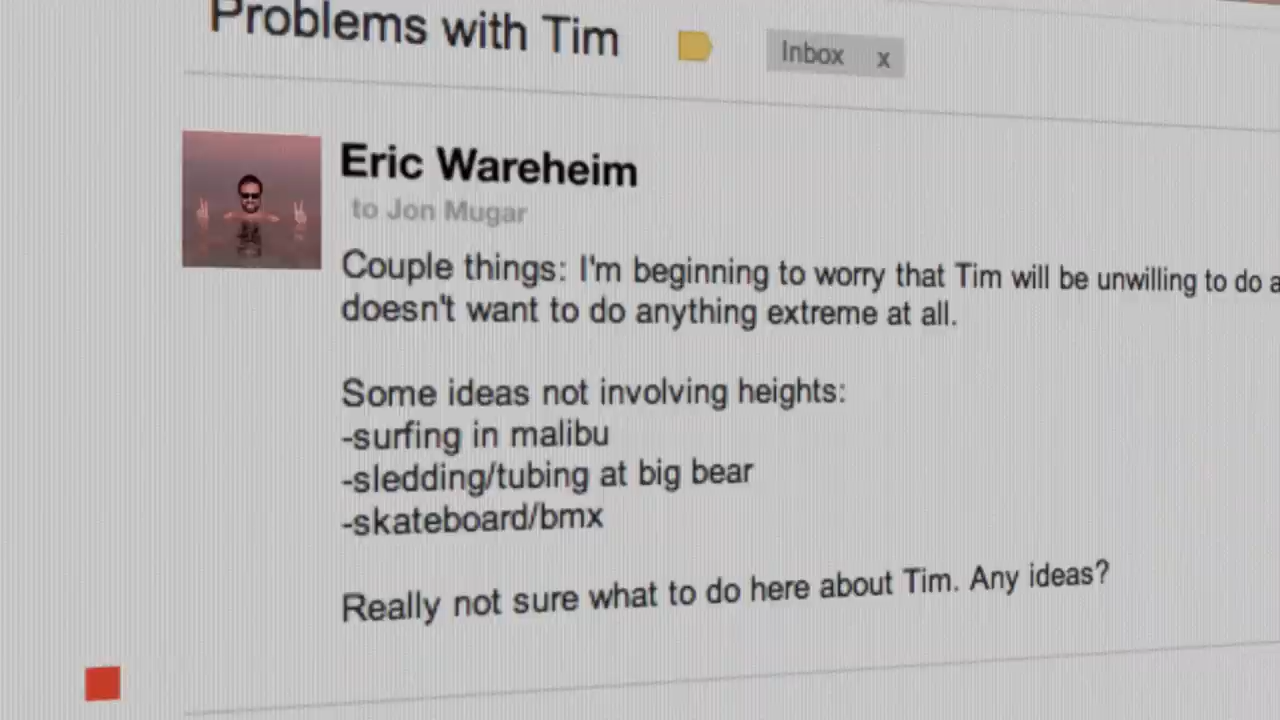 Problems with Tim
Inbox x
Eric Wareheim
to Jon Mugar
Couple things: I'm beginning to worry that Tim will be unwilling to do a
doesn't want to do anything extreme at all.
Some ideas not involving heights:
-surfing in malibu
-sledding/tubing at big bear
-skateboard/bmx
Really not sure what to do here about Tim. Any ideas?